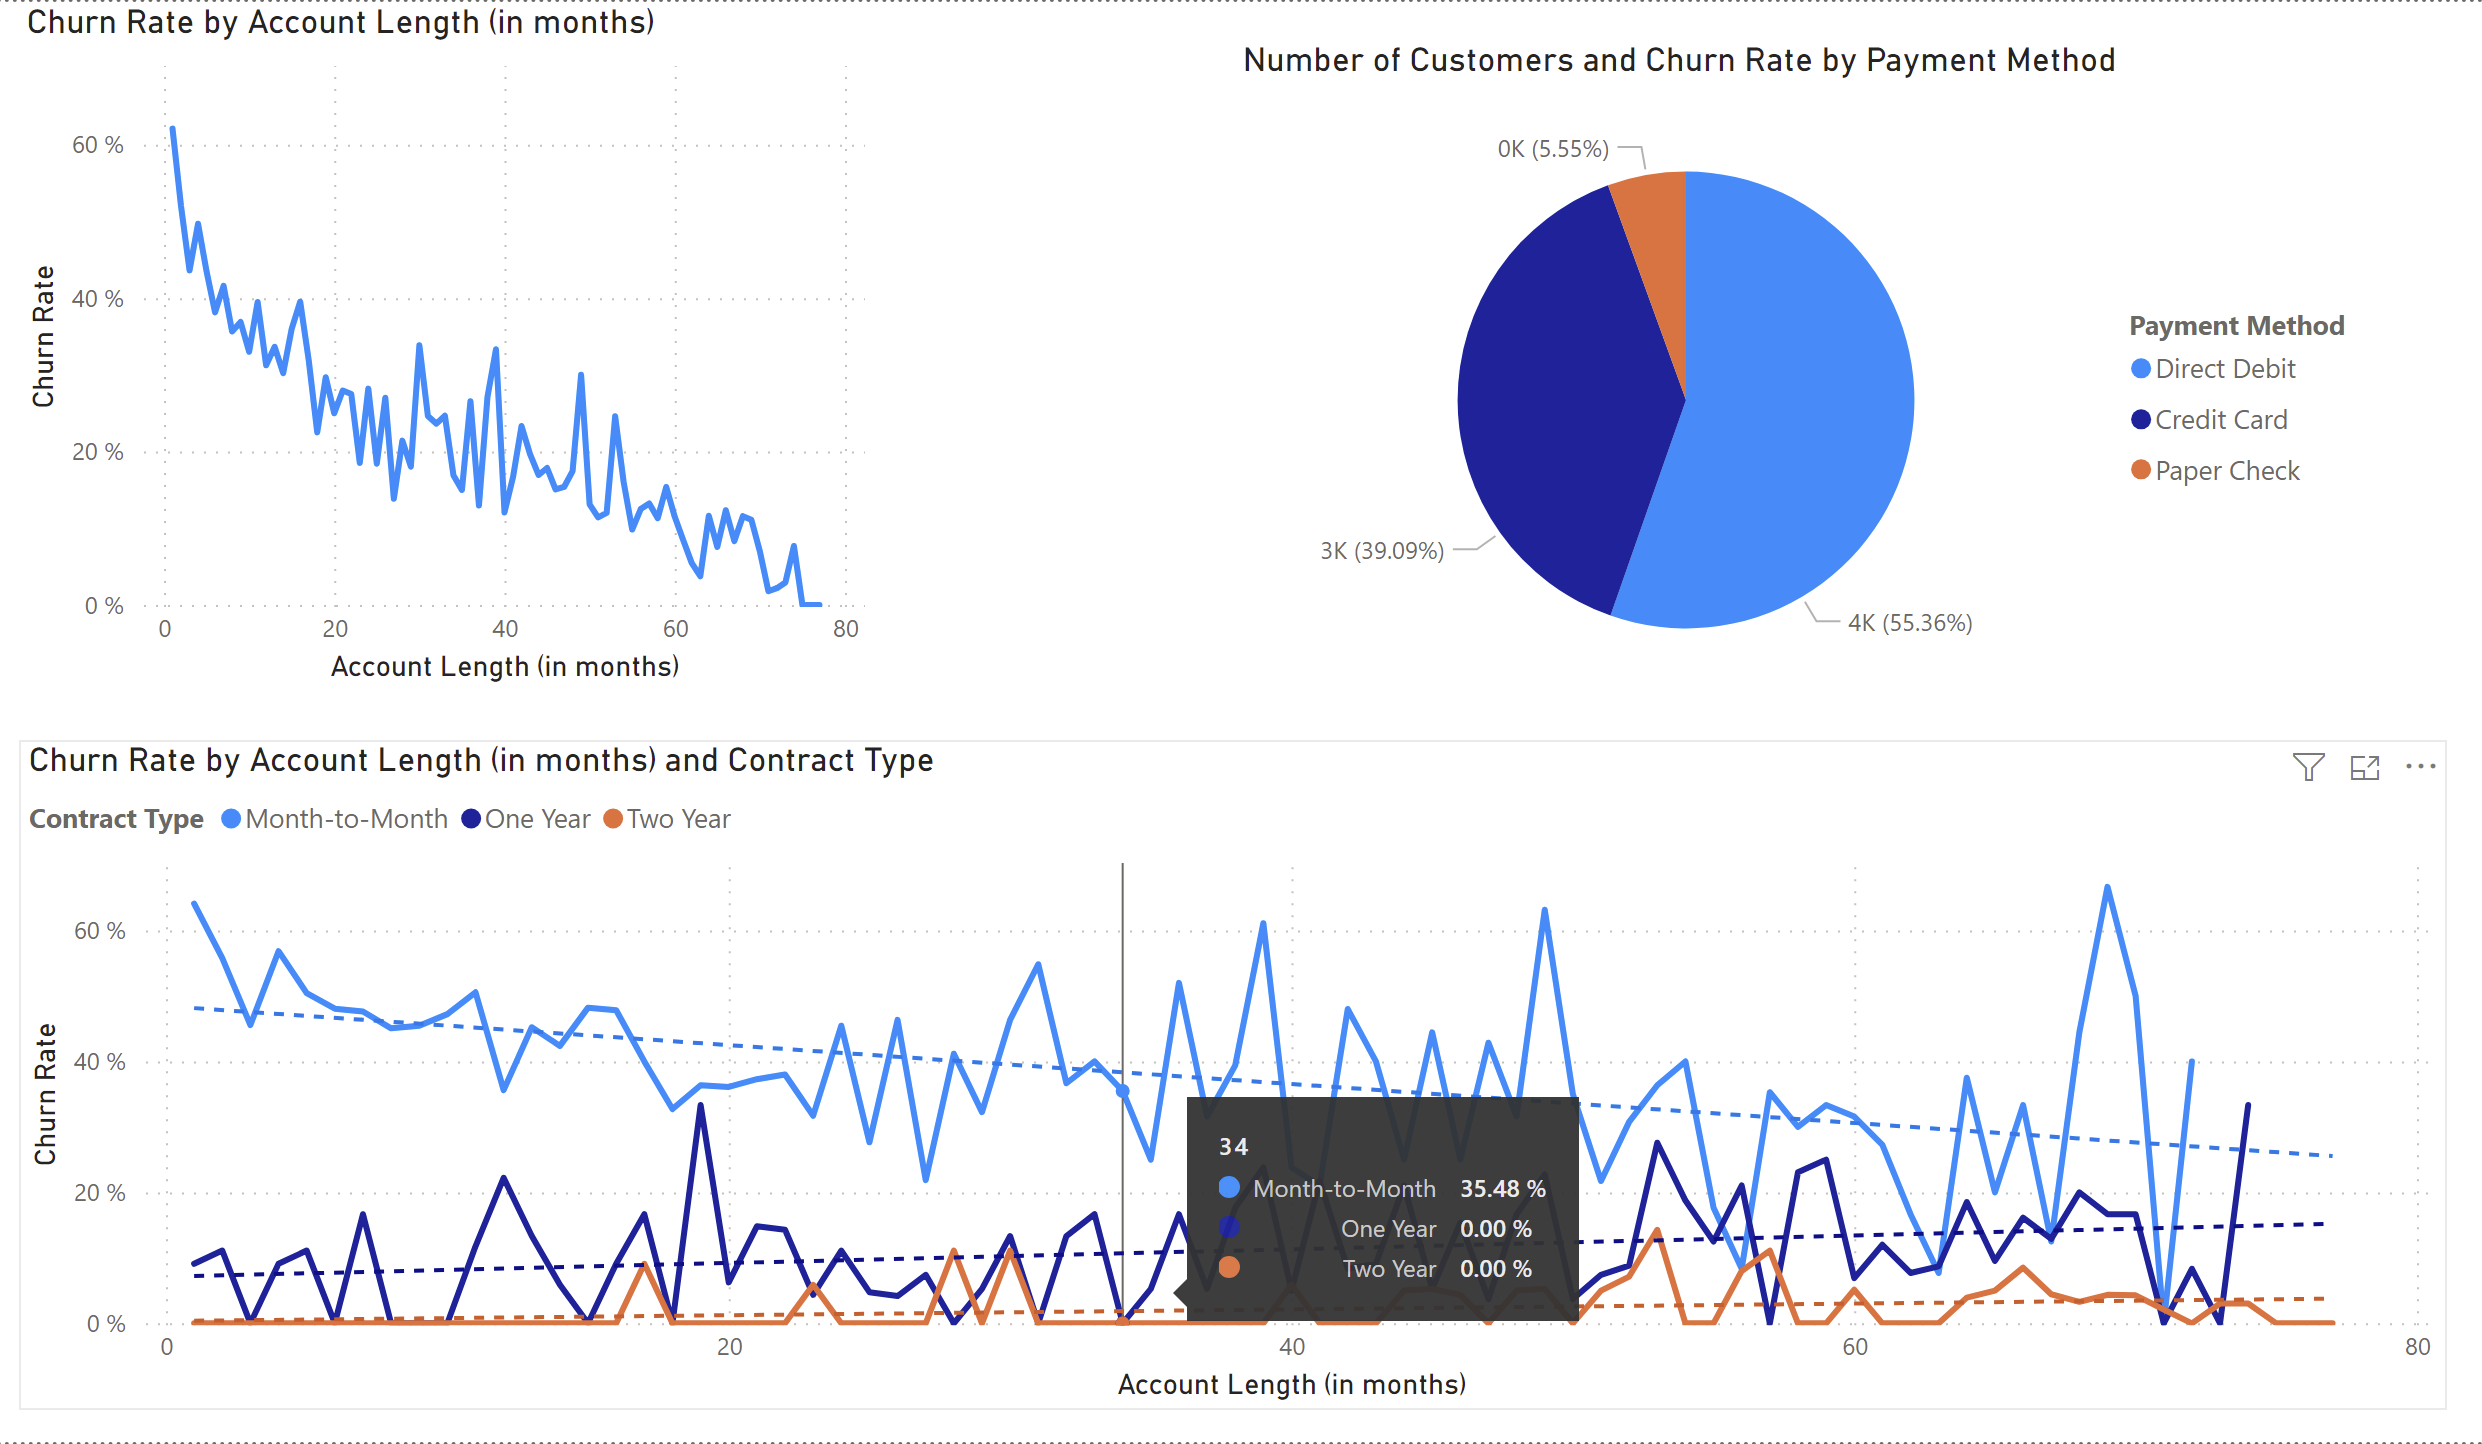 Churn Rate by Account Length (in months)
60 %
40 %
20 %
0 %
Churn Rate
0 20 40 60 80
Account Length (in months)
Number of Customers and Churn Rate by Payment Method
0K (5.55%)
3K (39.09%)
4K (55.36%)
Payment Method
Direct Debit
Credit Card
Paper Check
Churn Rate by Account Length (in months) and Contract Type
Contract Type Month-to-Month One Year Two Year
60 %
40 %
20 %
0 %
Churn Rate
34
Month-to-Month 35.48 %
One Year 0.00 %
Two Year 0.00 %
0 20 40 60 80
Account Length (in months)